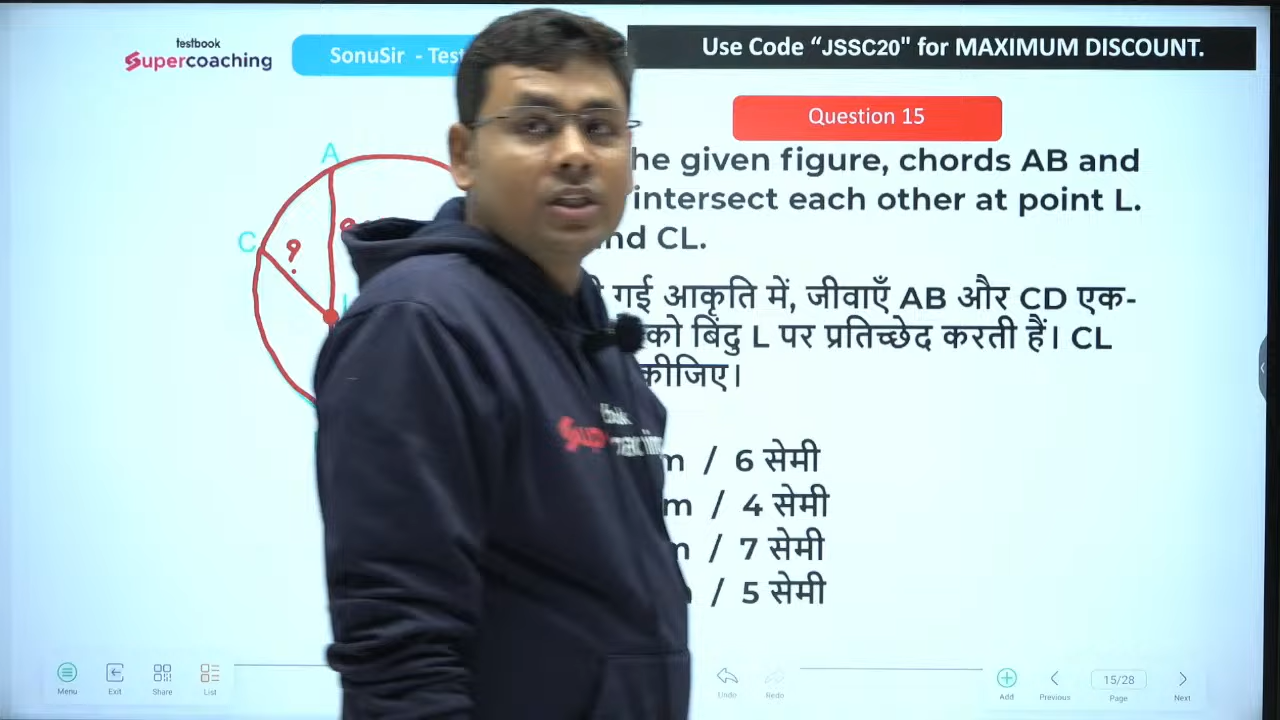 testbook
Supercoaching
SonuSir - Test
Use Code “JSSC20" for MAXIMUM DISCOUNT.
Question 15
he given figure, chords AB and
intersect each other at point L.
nd CL.
A
C
?
गई आकृति में, जीवाएँ AB और CD एक-
को बिंदु L पर प्रतिच्छेद करती हैं। CL
कीजिए।
m / 6 सेमी
m / 4 सेमी
m / 7 सेमी
/ 5 सेमी
Menu
Exit
Share
List
Undo
Redo
Add
Previous
15/28
Page
Next